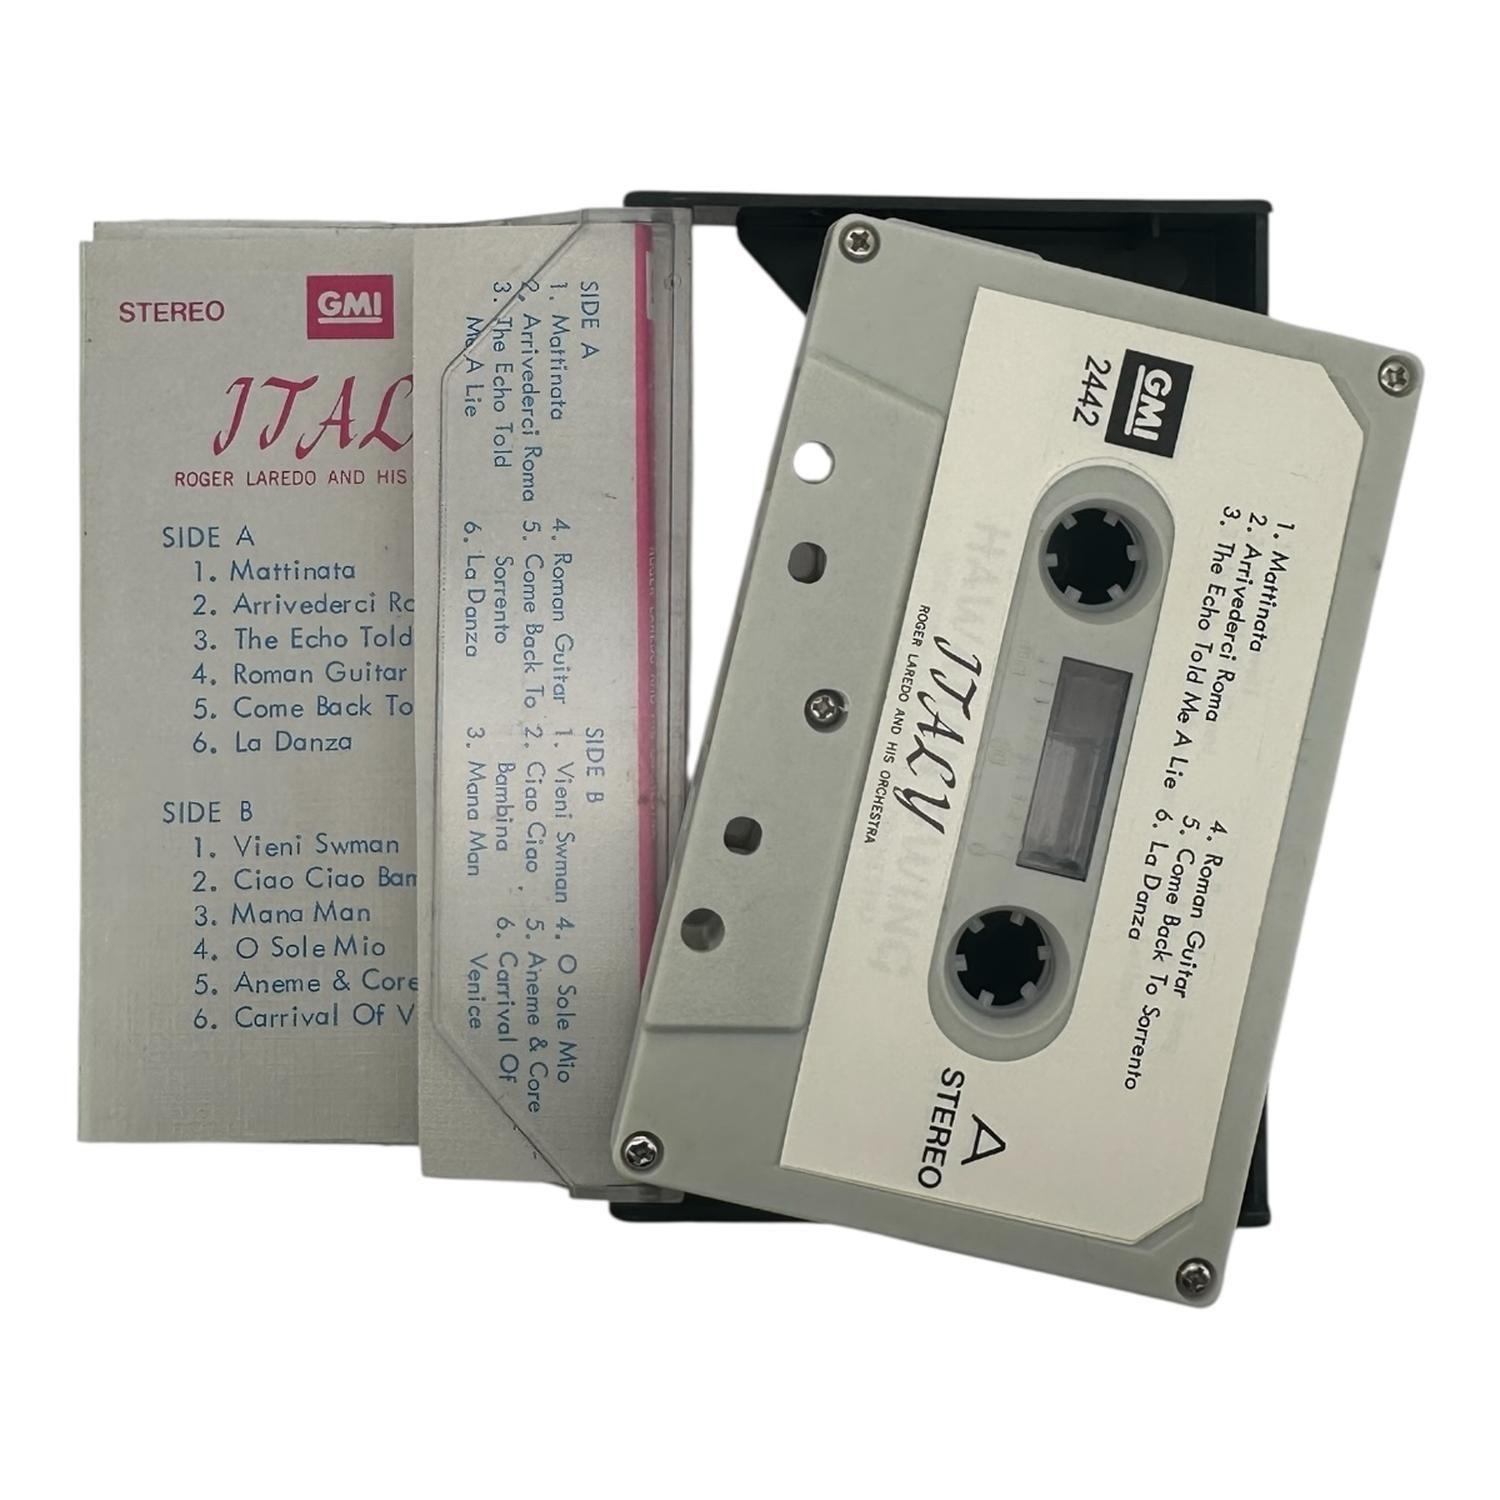 STEREO
GMI
ITAL
ROGER LAREDO AND HIS
SIDE A
1. Mattinata
2. Arrivederci Ro
3. The Echo Told
4. Roman Guitar
5. Come Back To
6. La Danza
SIDE B
1. Vieni Swman
2. Ciao Ciao Bam
3. Mana Man
4. O Sole Mio
5. Aneme & Core
6. Carrival Of V
SIDE A
1. Mattinata
2. Arrivederci Roma
3. The Echo Told
Me A Lie
4. Roman Guitar
5. Come Back To
Sorrento
6. La Danza
SIDE B
1. Vieni Swman
2. Ciao Ciao
Bambina
3. Mana Man
4. O Sole Mio
5. Aneme & Core
6. Carrival Of
Venice
ROGER LAREDO AND
GMI
2442
1. Mattinata
2. Arrivederci Roma
3. The Echo Told Me A Lie
4. Roman Guitar
5. Come Back To Sorrento
6. La Danza
ITALY
ROGER LAREDO AND HIS ORCHESTRA
A
STEREO